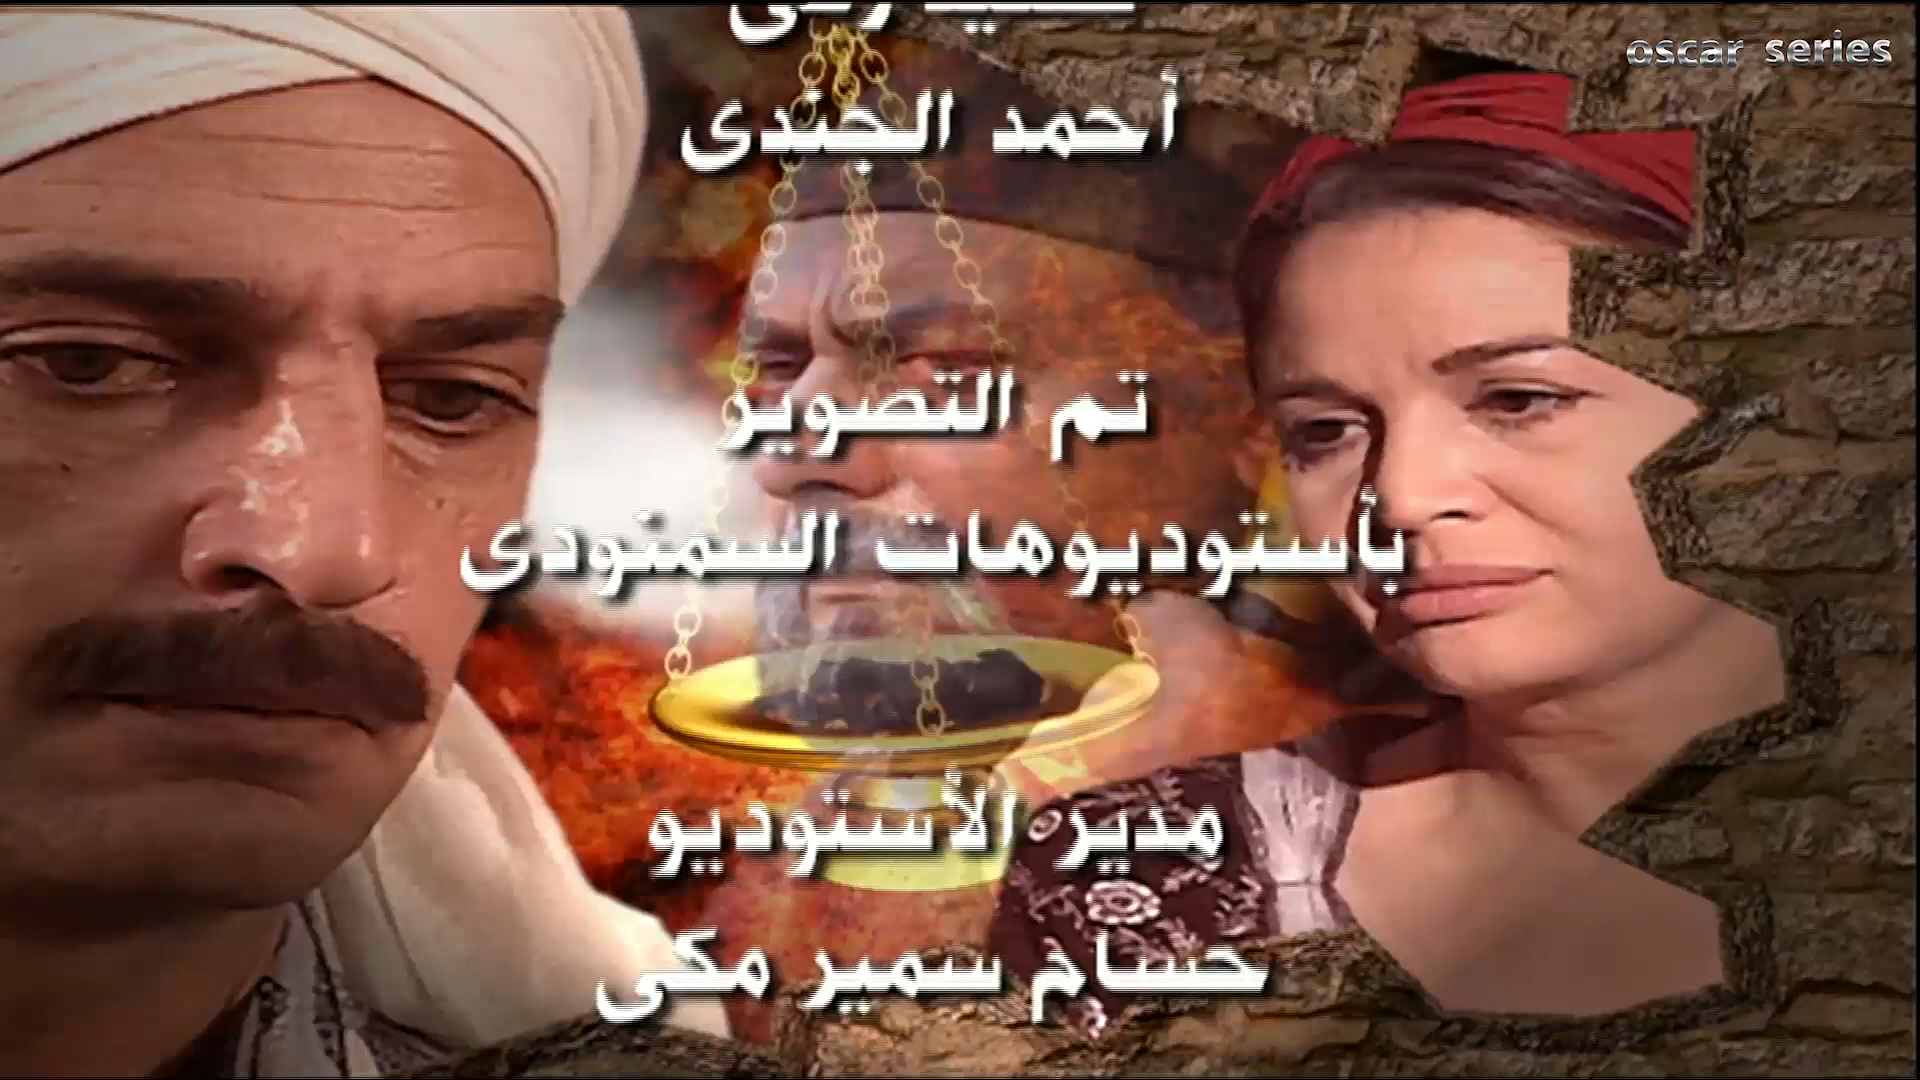 oscar series
أحمد الجندى
تم التصوير
بأستوديوهات السمنودى
مدير الأستوديو
حسام سمير مكى